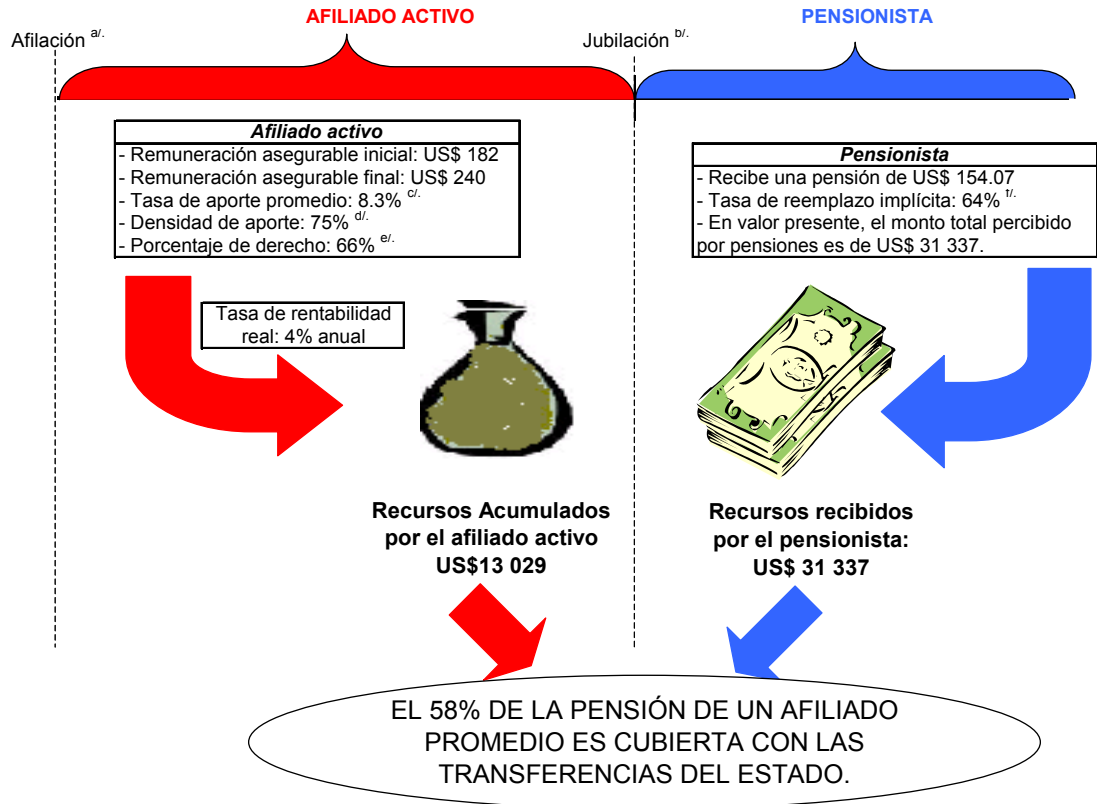 AFILIADO ACTIVO
PENSIONISTA
Afilación a/.
Jubilación b/.
Afiliado activo
- Remuneración asegurable inicial: US$ 182
- Remuneración asegurable final: US$ 240
- Tasa de aporte promedio: 8.3% c/.
- Densidad de aporte: 75% d/.
- Porcentaje de derecho: 66% e/.
Pensionista
- Recibe una pensión de US$ 154.07
- Tasa de reemplazo implícita: 64% f/.
- En valor presente, el monto total percibido
por pensiones es de US$ 31 337.
Tasa de rentabilidad
real: 4% anual
Recursos Acumulados
por el afiliado activo
US$13 029
Recursos recibidos
por el pensionista:
US$ 31 337
EL 58% DE LA PENSIÓN DE UN AFILIADO
PROMEDIO ES CUBIERTA CON LAS
TRANSFERENCIAS DEL ESTADO.